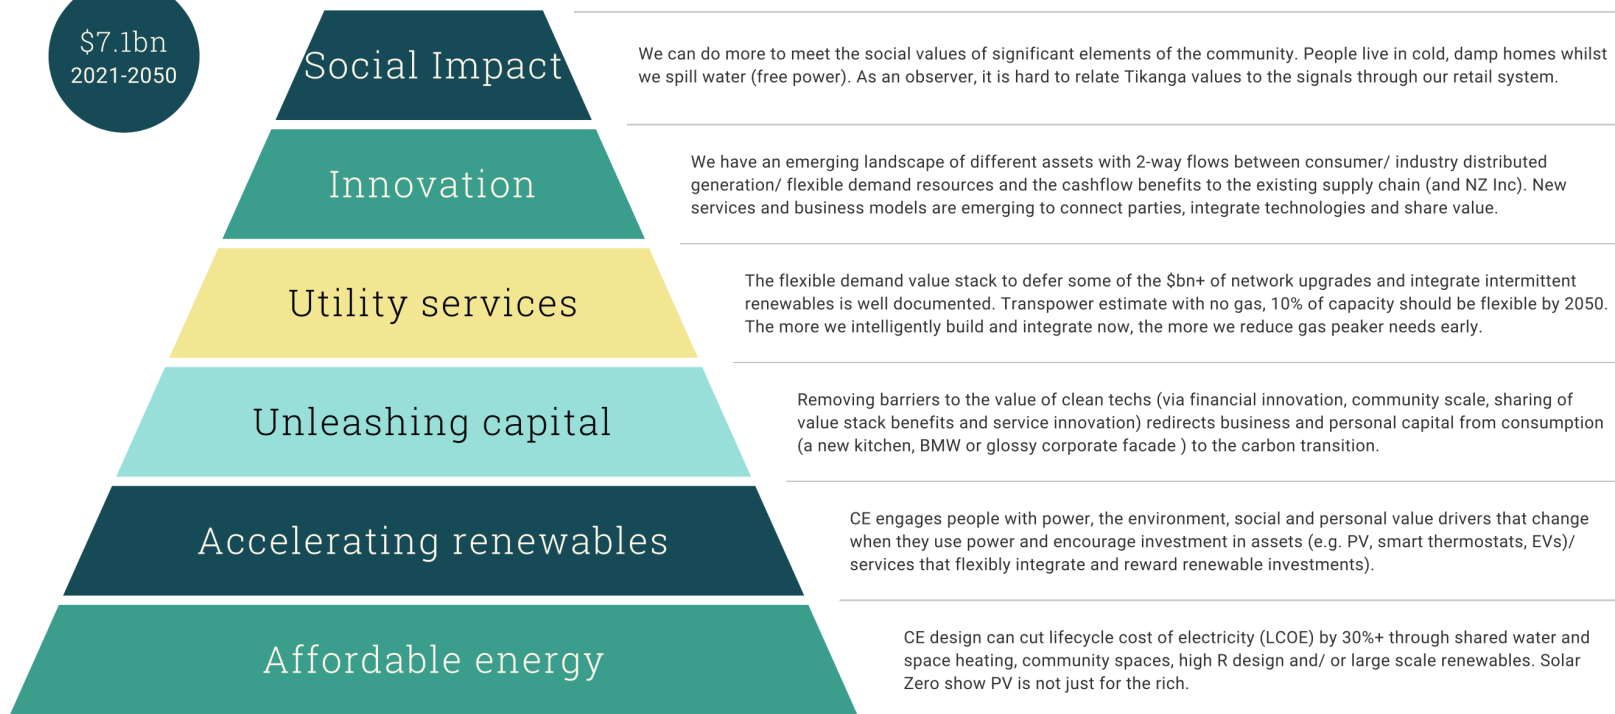 $7.1bn
2021-2050
Social Impact
We can do more to meet the social values of significant elements of the community. People live in cold, damp homes whilst
we spill water (free power). As an observer, it is hard to relate Tikanga values to the signals through our retail system.
Innovation
We have an emerging landscape of different assets with 2-way flows between consumer/ industry distributed
generation/ flexible demand resources and the cashflow benefits to the existing supply chain (and NZ Inc). New
services and business models are emerging to connect parties, integrate technologies and share value.
Utility services
The flexible demand value stack to defer some of the $bn+ of network upgrades and integrate intermittent
renewables is well documented. Transpower estimate with no gas, 10% of capacity should be flexible by 2050.
The more we intelligently build and integrate now, the more we reduce gas peaker needs early.
Unleashing capital
Removing barriers to the value of clean techs (via financial innovation, community scale, sharing of
value stack benefits and service innovation) redirects business and personal capital from consumption
(a new kitchen, BMW or glossy corporate facade ) to the carbon transition.
Accelerating renewables
CE engages people with power, the environment, social and personal value drivers that change
when they use power and encourage investment in assets (e.g. PV, smart thermostats, EVs)/
services that flexibly integrate and reward renewable investments).
Affordable energy
CE design can cut lifecycle cost of electricity (LCOE) by 30%+ through shared water and
space heating, community spaces, high R design and/ or large scale renewables. Solar
Zero show PV is not just for the rich.